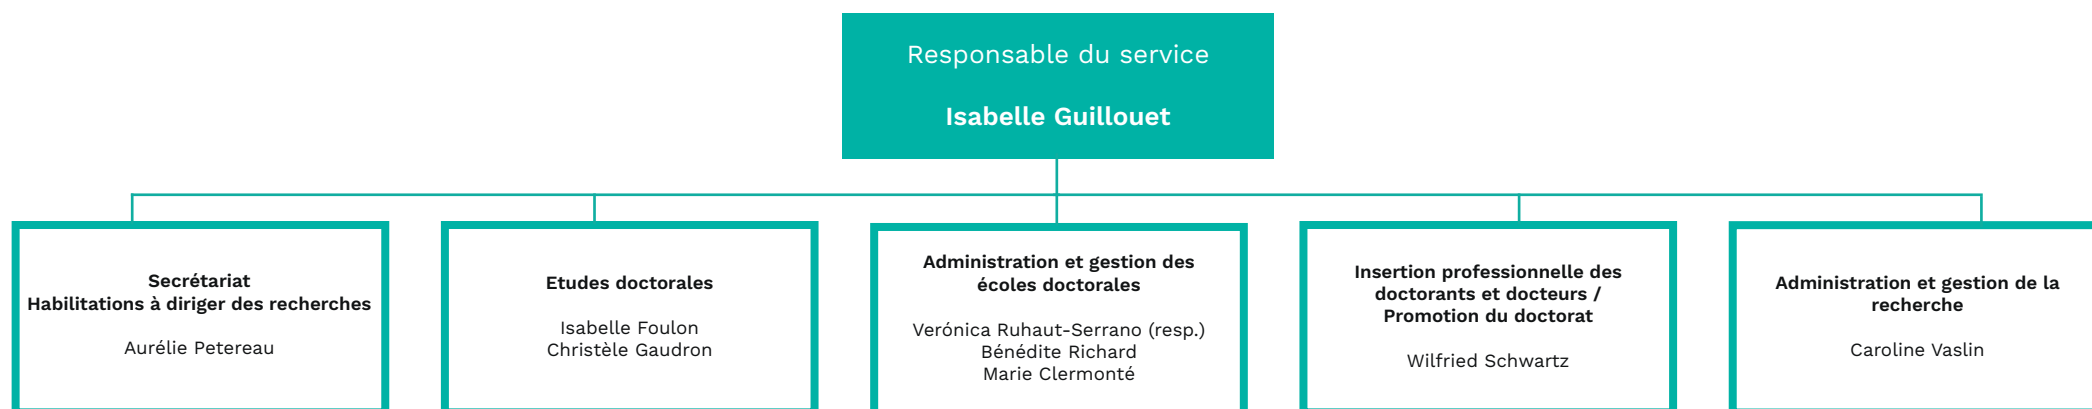 Responsable du service
Isabelle Guillouet
Secrétariat
Habilitations à diriger des recherches
Aurélie Petereau
Etudes doctorales
Isabelle Foulon
Christèle Gaudron
Administration et gestion des
écoles doctorales
Verónica Ruhaut-Serrano (resp.)
Bénédite Richard
Marie Clermonté
Insertion professionnelle des
doctorants et docteurs /
Promotion du doctorat
Wilfried Schwartz
Administration et gestion de la
recherche
Caroline Vaslin